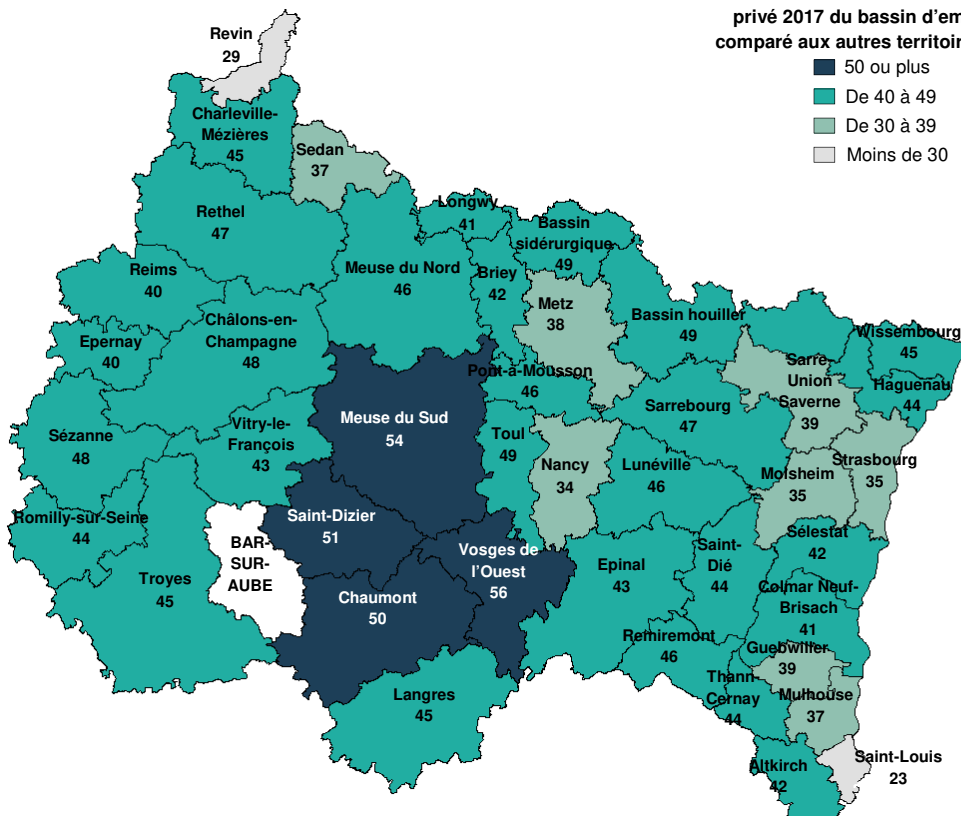 privé 2017 du bassin d'em
comparé aux autres territoir
50 ou plus
De 40 à 49
De 30 à 39
Moins de 30
Revin
29
Charleville-
Mézières
45
Sedan
37
Rethel
47
Longwy
41
Bassin
sidérurgique
49
Reims
40
Meuse du Nord
46
Briey
42
Metz
38
Bassin houiller
49
Châlons-en-
Champagne
48
Epernay
40
Wissembourg
45
Sarre-
Union
Saverne
39
Haguenau
44
Pont-à-Mousson
46
Sarrebourg
47
Meuse du Sud
54
Sézanne
48
Vitry-le-
François
43
Toul
49
Nancy
34
Lunéville
46
Molsheim
35
Strasbourg
35
Romilly-sur-Seine
44
Saint-Dizier
51
BAR-
SUR-
AUBE
Vosges de
l'Ouest
56
Epinal
43
Saint-
Dié
44
Sélestat
42
Troyes
45
Chaumont
50
Colmar Neuf-
Brisach
41
Remiremont
46
Guebwiller
39
Thann
Cernay
44
Mulhouse
37
Langres
45
Altkirch
42
Saint-Louis
23